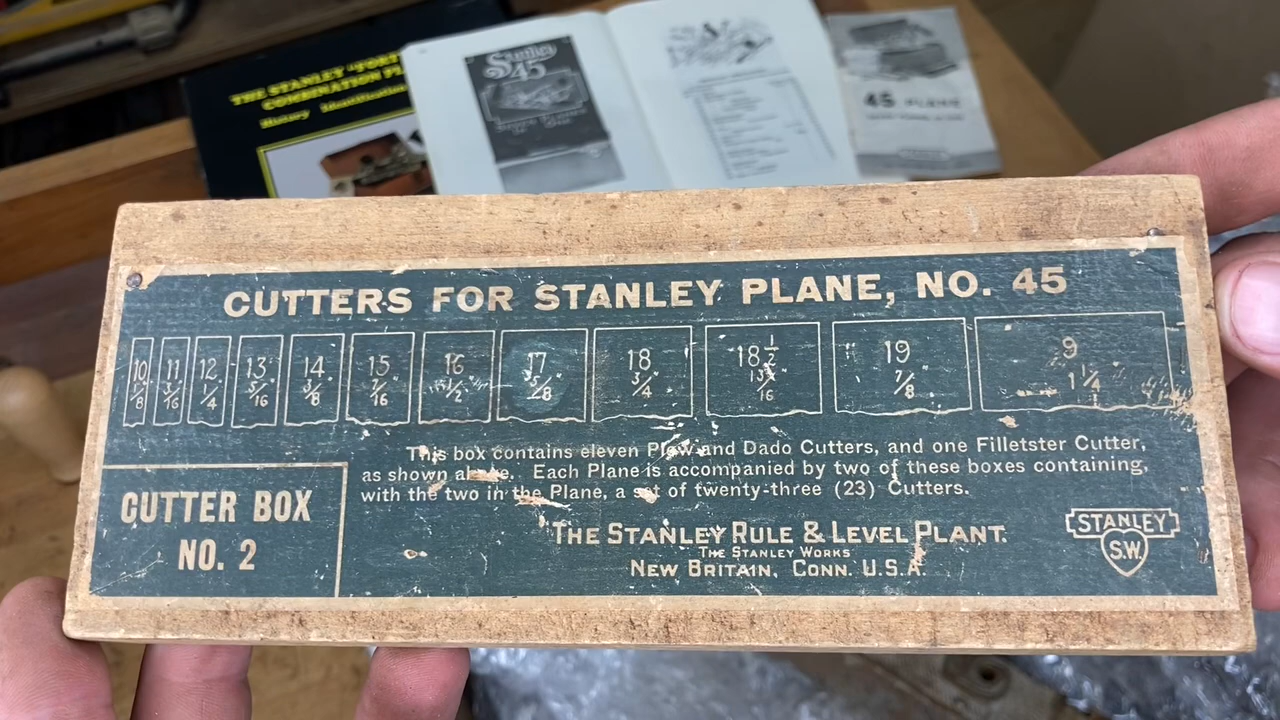 THE STANLEY "FORT
COMBINATION PL
History Identification
Stanley
45
45 PLANE
CUTTERS FOR STANLEY PLANE, NO. 45
10 11 12 13 14 15 16 17 18 18 1/2 19 9
1/8 3/16 1/4 5/16" 3/8 7/16 1/2" 5/8" 3/4" 13/16" 7/8" 1 1/4"
This box contains eleven Plow and Dado Cutters, and one Filletster Cutter,
as shown above. Each Plane is accompanied by two of these boxes containing,
with the two in the Plane, a set of twenty-three (23) Cutters.
CUTTER BOX
NO. 2
THE STANLEY RULE & LEVEL PLANT.
THE STANLEY WORKS
NEW BRITAIN, CONN. U.S.A.
STANLEY
S.W.